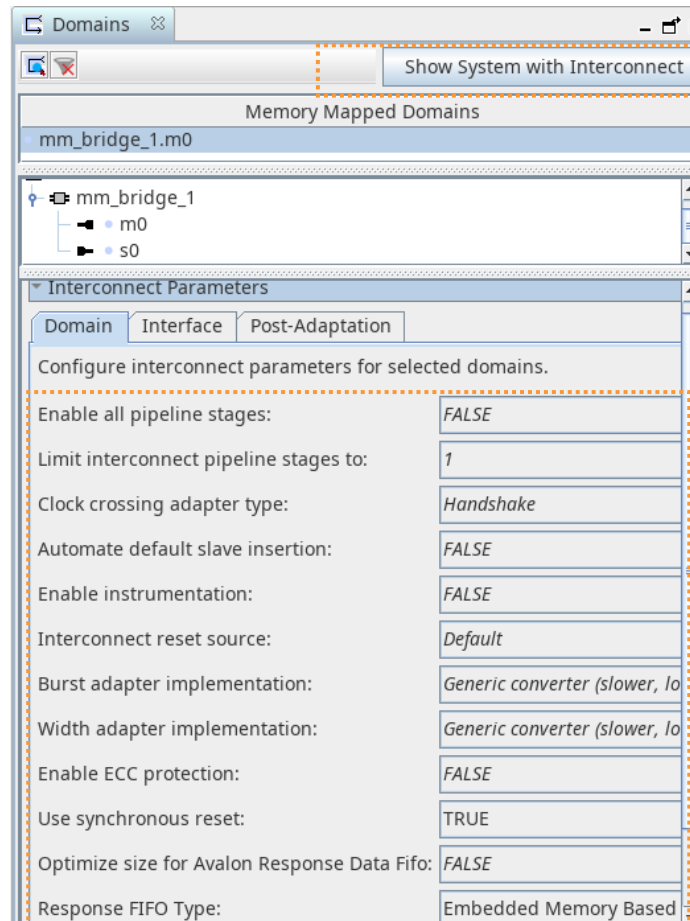 Domains
Show System with Interconnect
Memory Mapped Domains
mm_bridge_1.m0
mm_bridge_1
m0
s0
Interconnect Parameters
Domain Interface Post-Adaptation
Configure interconnect parameters for selected domains.
Enable all pipeline stages: FALSE
Limit interconnect pipeline stages to: 1
Clock crossing adapter type: Handshake
Automate default slave insertion: FALSE
Enable instrumentation: FALSE
Interconnect reset source: Default
Burst adapter implementation: Generic converter (slower, lo
Width adapter implementation: Generic converter (slower, lo
Enable ECC protection: FALSE
Use synchronous reset: TRUE
Optimize size for Avalon Response Data Fifo: FALSE
Response FIFO Type: Embedded Memory Based